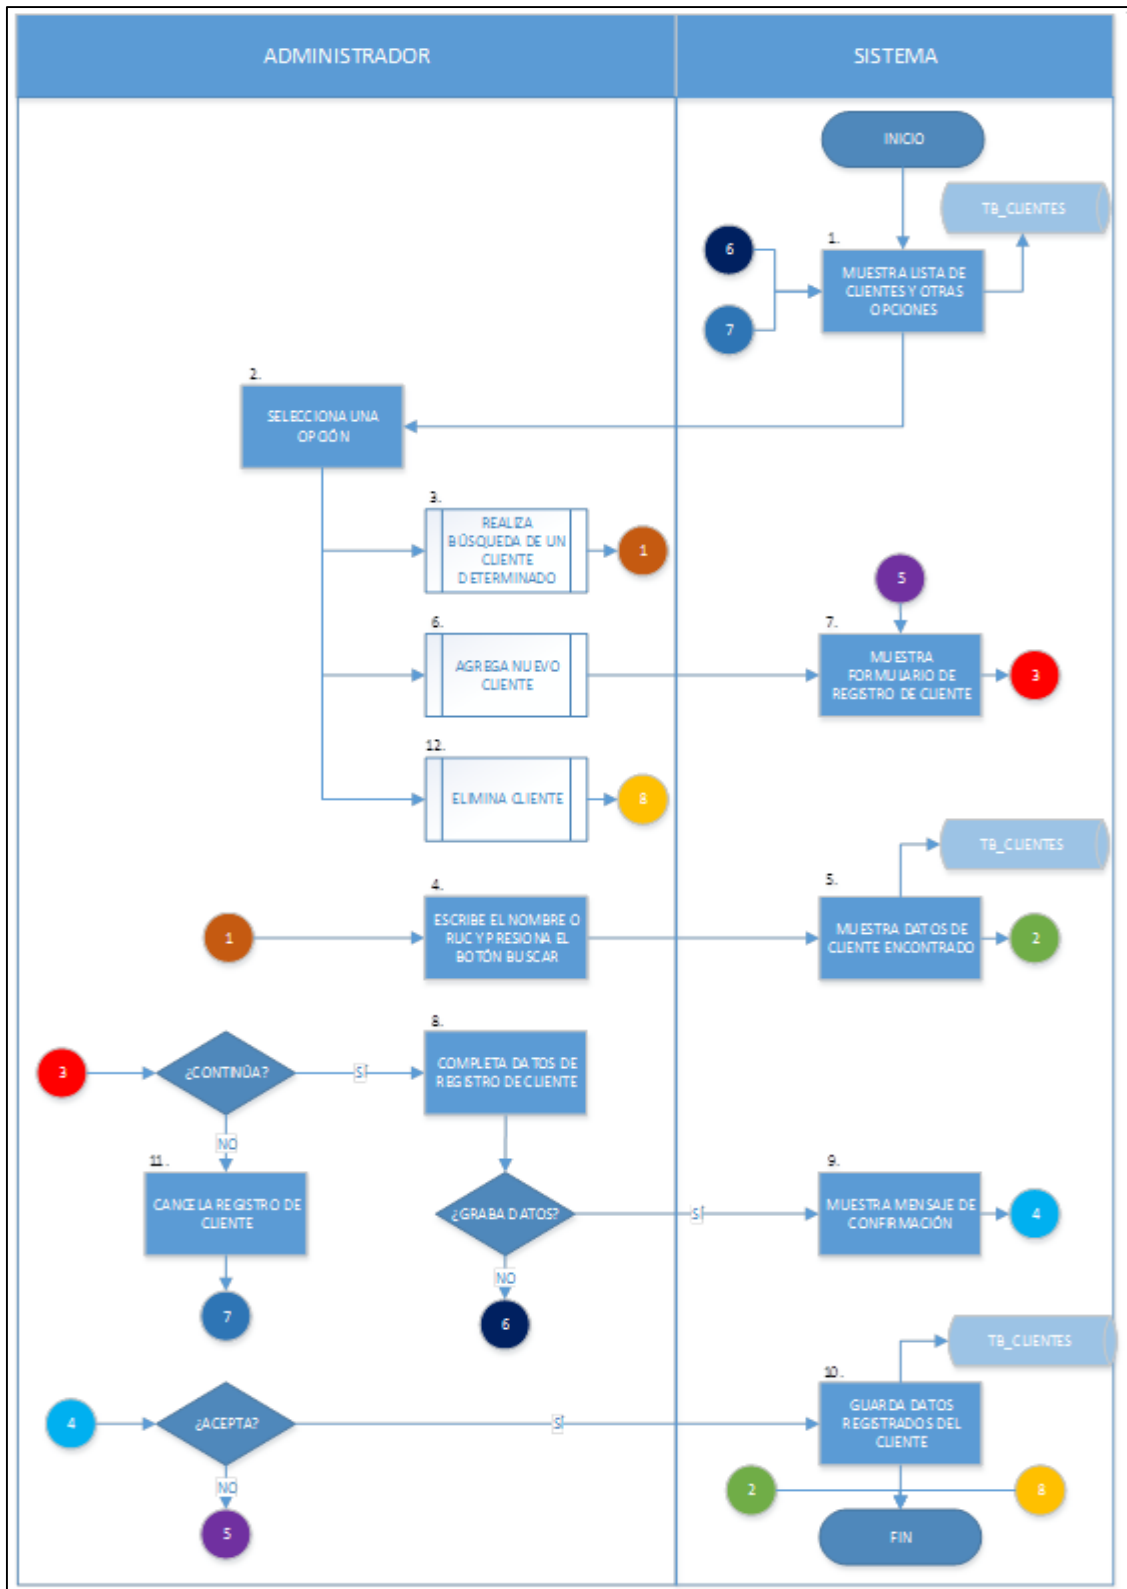 ADMINISTRADOR
SISTEMA
INICIO
TB_CLIENTES
6
1.
MUESTRA LISTA DE
CLIENTES Y OTRAS
OPCIONES
7
2.
SELECCIONA UNA
OPCIÓN
3.
REALIZA
BÚSQUEDA DE UN
CLIENTE
DETERMINADO
1
5
6.
AGREGA NUEVO
CLIENTE
7.
MUESTRA
FORMULARIO DE
REGISTRO DE CLIENTE
3
12.
ELIMINA CLIENTE
8
TB_CLIENTES
1
4.
ESCRIBE EL NOMBRE O
RUC Y PRESIONA EL
BOTÓN BUSCAR
5.
MUESTRA DATOS DE
CLIENTE ENCONTRADO
2
3
¿CONTINÚA?
SÍ
8.
COMPLETA DATOS DE
REGISTRO DE CLIENTE
NO
11.
CANCELA REGISTRO DE
CLIENTE
7
¿GRABA DATOS?
SÍ
9.
MUESTRA MENSAJE DE
CONFIRMACIÓN
4
NO
6
TB_CLIENTES
4
¿ACEPTA?
SÍ
10.
GUARDA DATOS
REGISTRADOS DEL
CLIENTE
NO
5
2
8
FIN